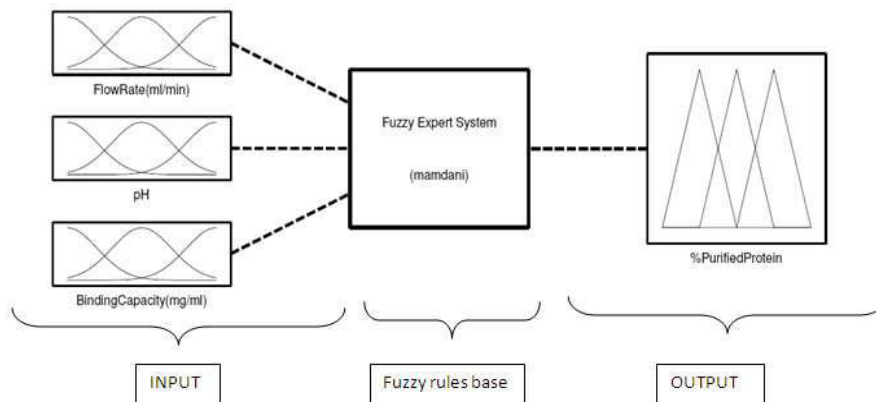 FlowRate(ml/min)
pH
BindingCapacity(mg/ml)
Fuzzy Expert System
(mamdani)
%PurifiedProtein
INPUT
Fuzzy rules base
OUTPUT